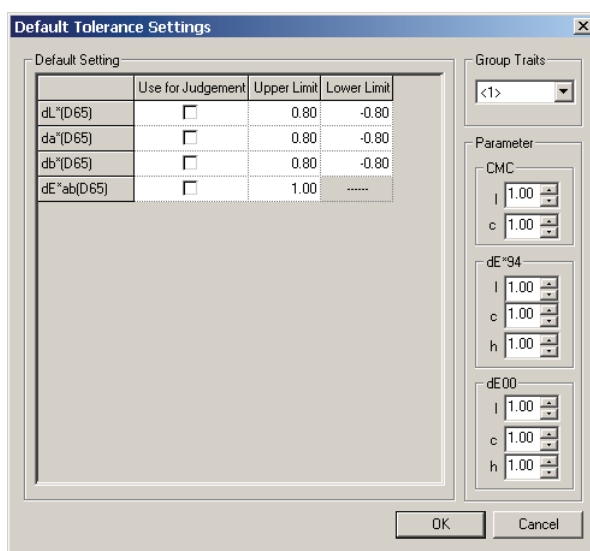 Default Tolerance Settings
Default Setting
Use for Judgement Upper Limit Lower Limit
dL*(D65) 0.80 -0.80
da*(D65) 0.80 -0.80
db*(D65) 0.80 -0.80
dE*ab(D65) 1.00 ------
Group Traits
<1>
Parameter
CMC
l 1.00
c 1.00
dE*94
l 1.00
c 1.00
h 1.00
dE00
l 1.00
c 1.00
h 1.00
OK Cancel